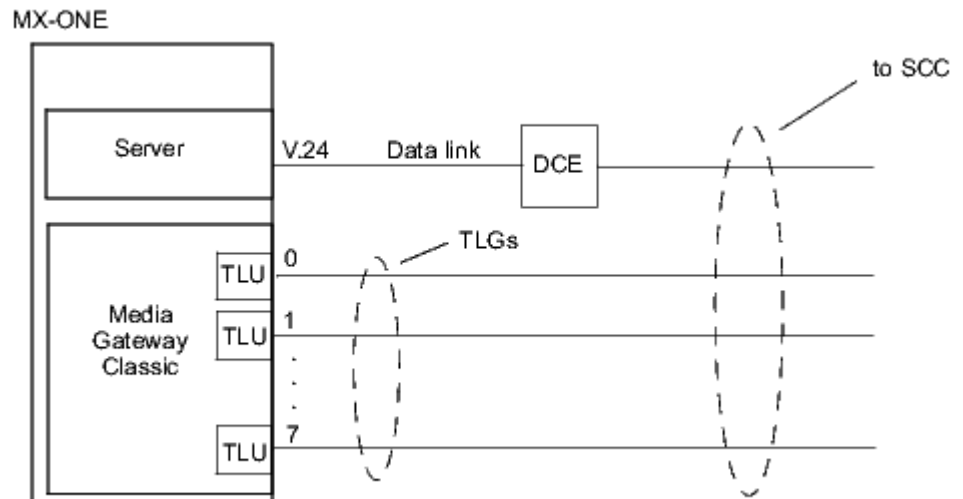 MX-ONE
to SCC
Server
V.24
Data link
DCE
TLGs
TLU
0
Media
Gateway
Classic
TLU
1
.
.
.
.
TLU
7